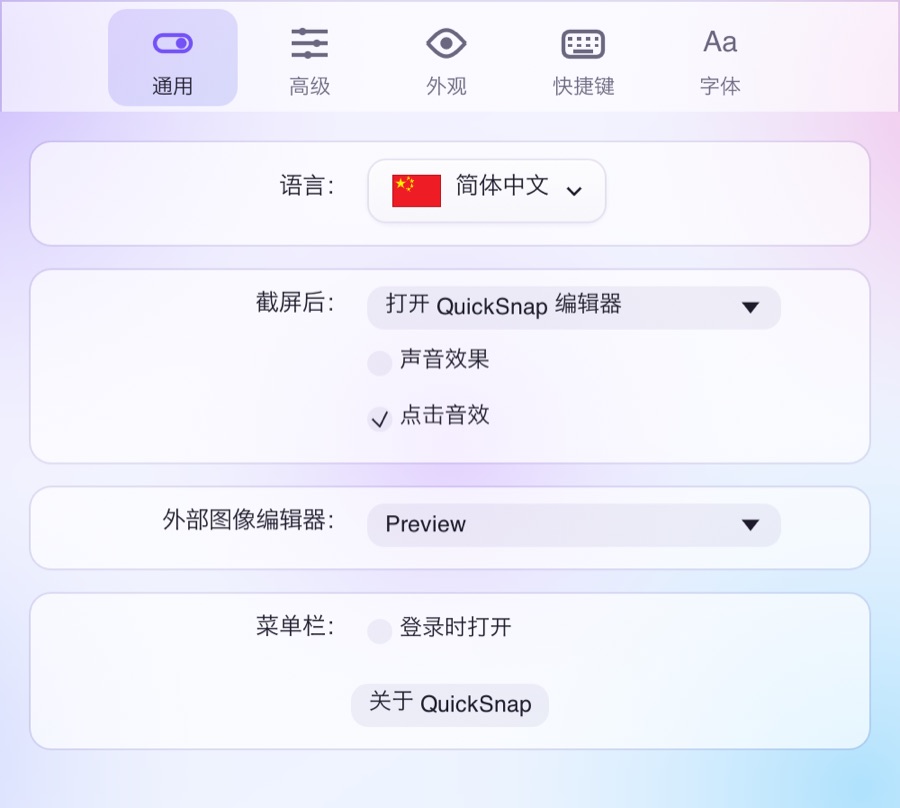 通用
高级
外观
快捷键
Aa
字体
语言:
简体中文
截屏后:
打开 QuickSnap 编辑器
声音效果
点击音效
外部图像编辑器:
Preview
菜单栏:
登录时打开
关于 QuickSnap